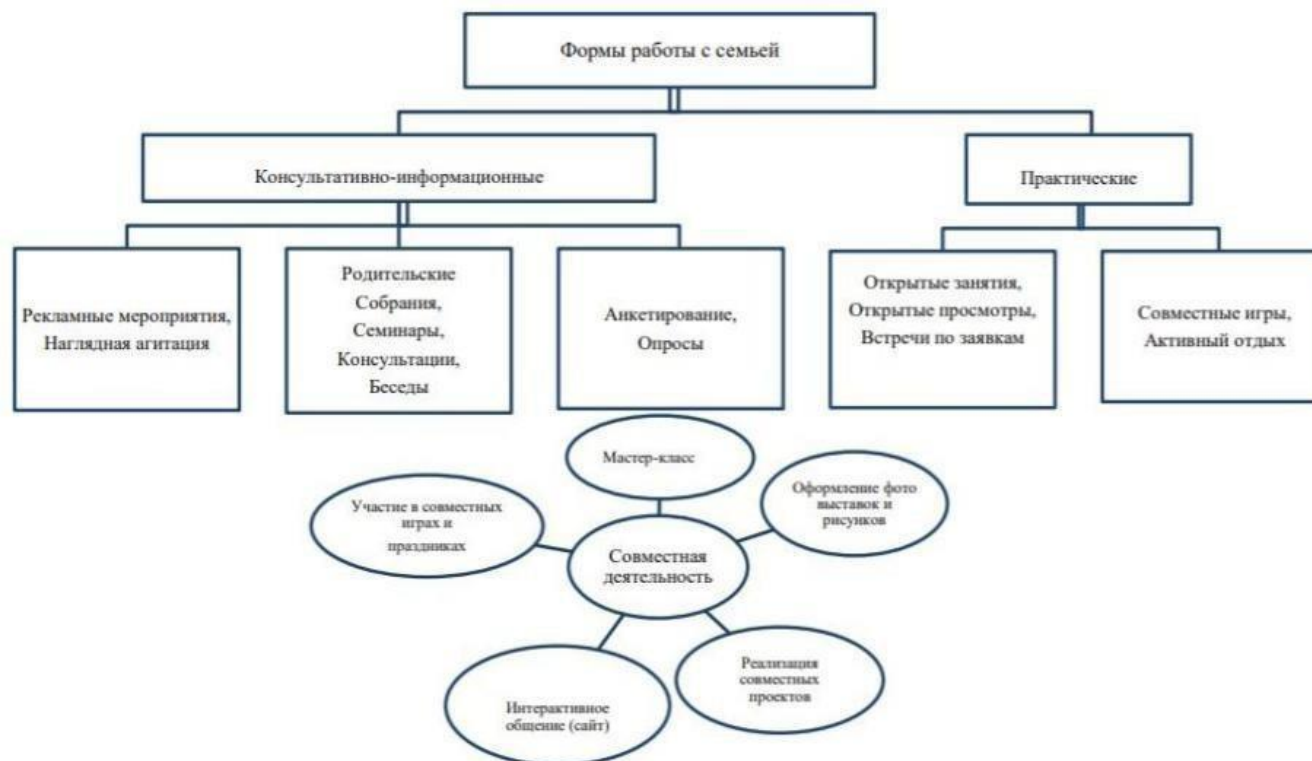 Формы работы с семьей
Консультативно-информационные
Практические
Рекламные мероприятия,
Наглядная агитация
Родительские
Собрания,
Семинары,
Консультации,
Беседы
Анкетирование,
Опросы
Открытые занятия,
Открытые просмотры,
Встречи по заявкам
Совместные игры,
Активный отдых
Мастер-класс
Участие в совместных
играх и
праздниках
Оформление фото
выставок и
рисунков
Совместная
деятельность
Интерактивное
общение (сайт)
Реализация
совместных
проектов